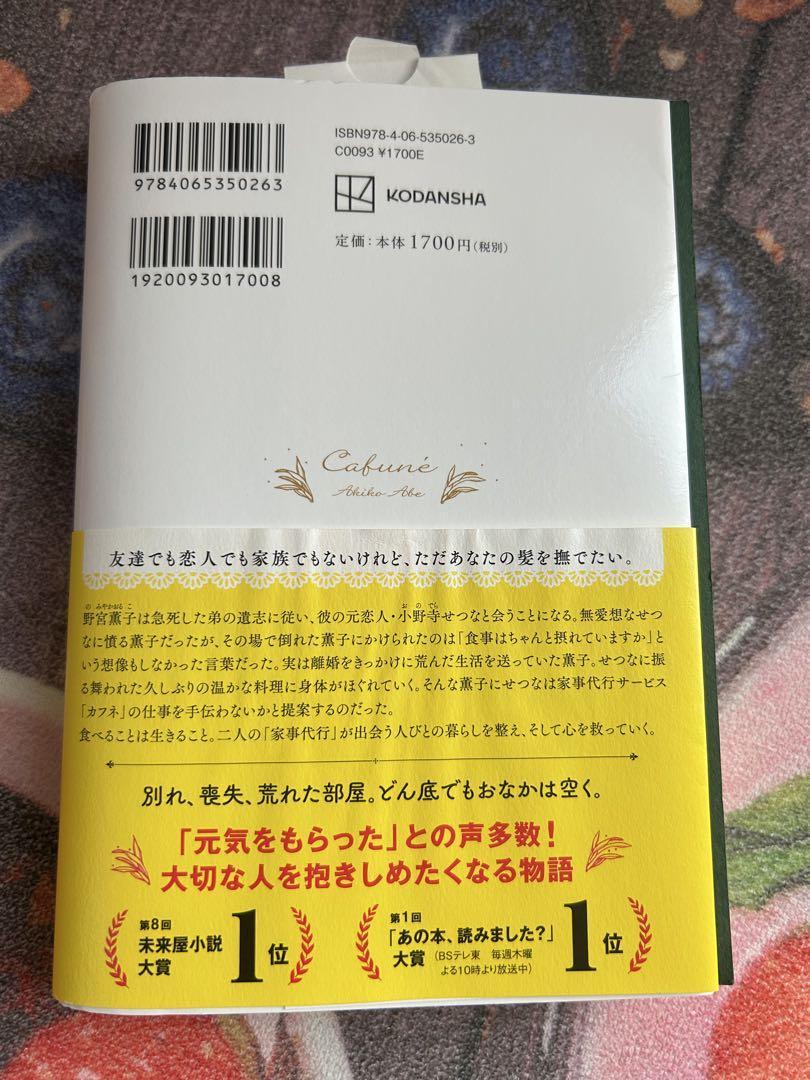 ISBN978-4-06-535026-3
C0093 ¥1700E
9784065350263
KODANSHA
定価:本体1700円(税別)
1920093017008
Cafuné
Akiko Abe
友達でも恋人でも家族でもないけれど、ただあなたの髪を撫でたい。
の みやかおる こ
お の でら
野宮薫子は急死した弟の遺志に従い、彼の元恋人・小野寺せつなと会うことになる。無愛想なせつ
なに憤る薫子だったが、その場で倒れた薫子にかけられたのは「食事はちゃんと摂れていますか」と
いう想像もしなかった言葉だった。実は離婚をきっかけに荒んだ生活を送っていた薫子。せつなに振
る舞われた久しぶりの温かな料理に身体がほぐれていく。そんな薫子にせつなは家事代行サービス
「カフネ」の仕事を手伝わないかと提案するのだった。
食べることは生きること。二人の「家事代行」が出会う人びとの暮らしを整え、そして心を救っていく。
別れ、喪失、荒れた部屋。どん底でもおなかは空く。
「元気をもらった」との声多数!
大切な人を抱きしめたくなる物語
第8回
未来屋小説
大賞
1位
第1回
「あの本、読みました?」
大賞(BSテレ東 毎週木曜
よる10時より放送中)
1位